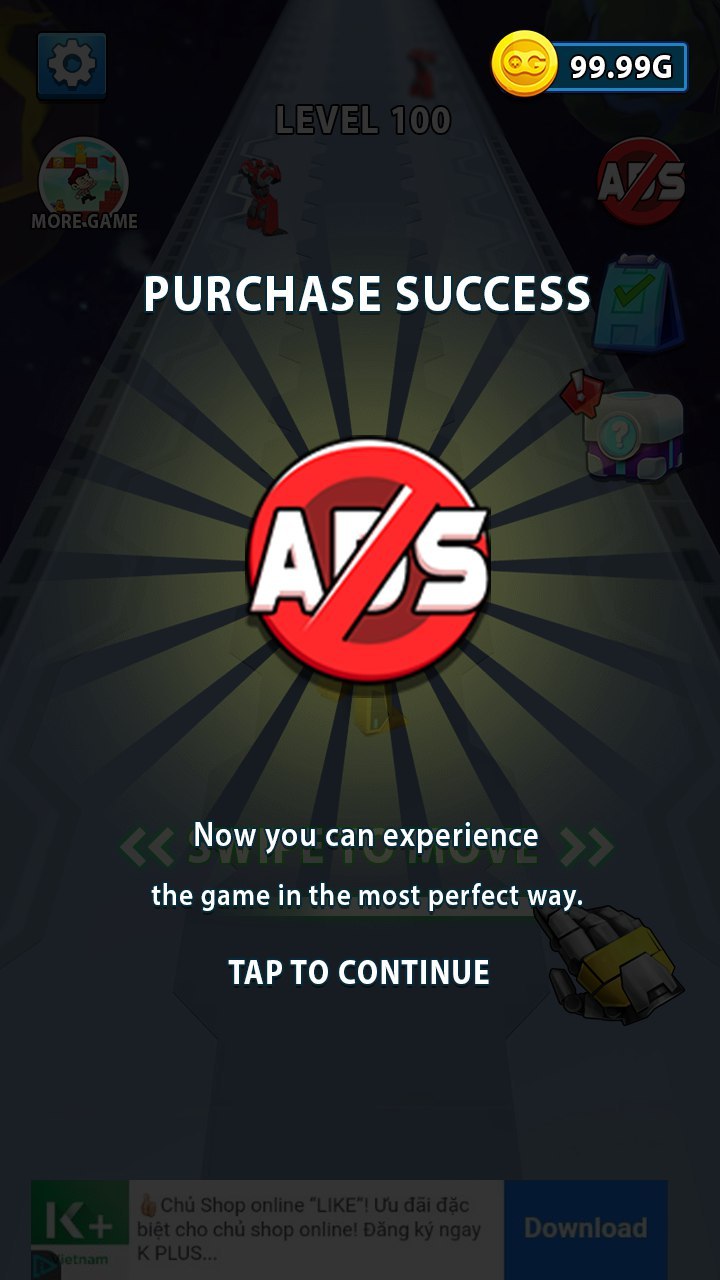 99.99G
LEVEL 100
ADS
MORE GAME
PURCHASE SUCCESS
ADS
SWIPE TO MOVE
Now you can experience
the game in the most perfect way.
TAP TO CONTINUE
K+
Vietnam
👍Chủ Shop online “LIKE”! Ưu đãi đặc
biệt cho chủ shop online! Đăng ký ngay
K PLUS...
Download